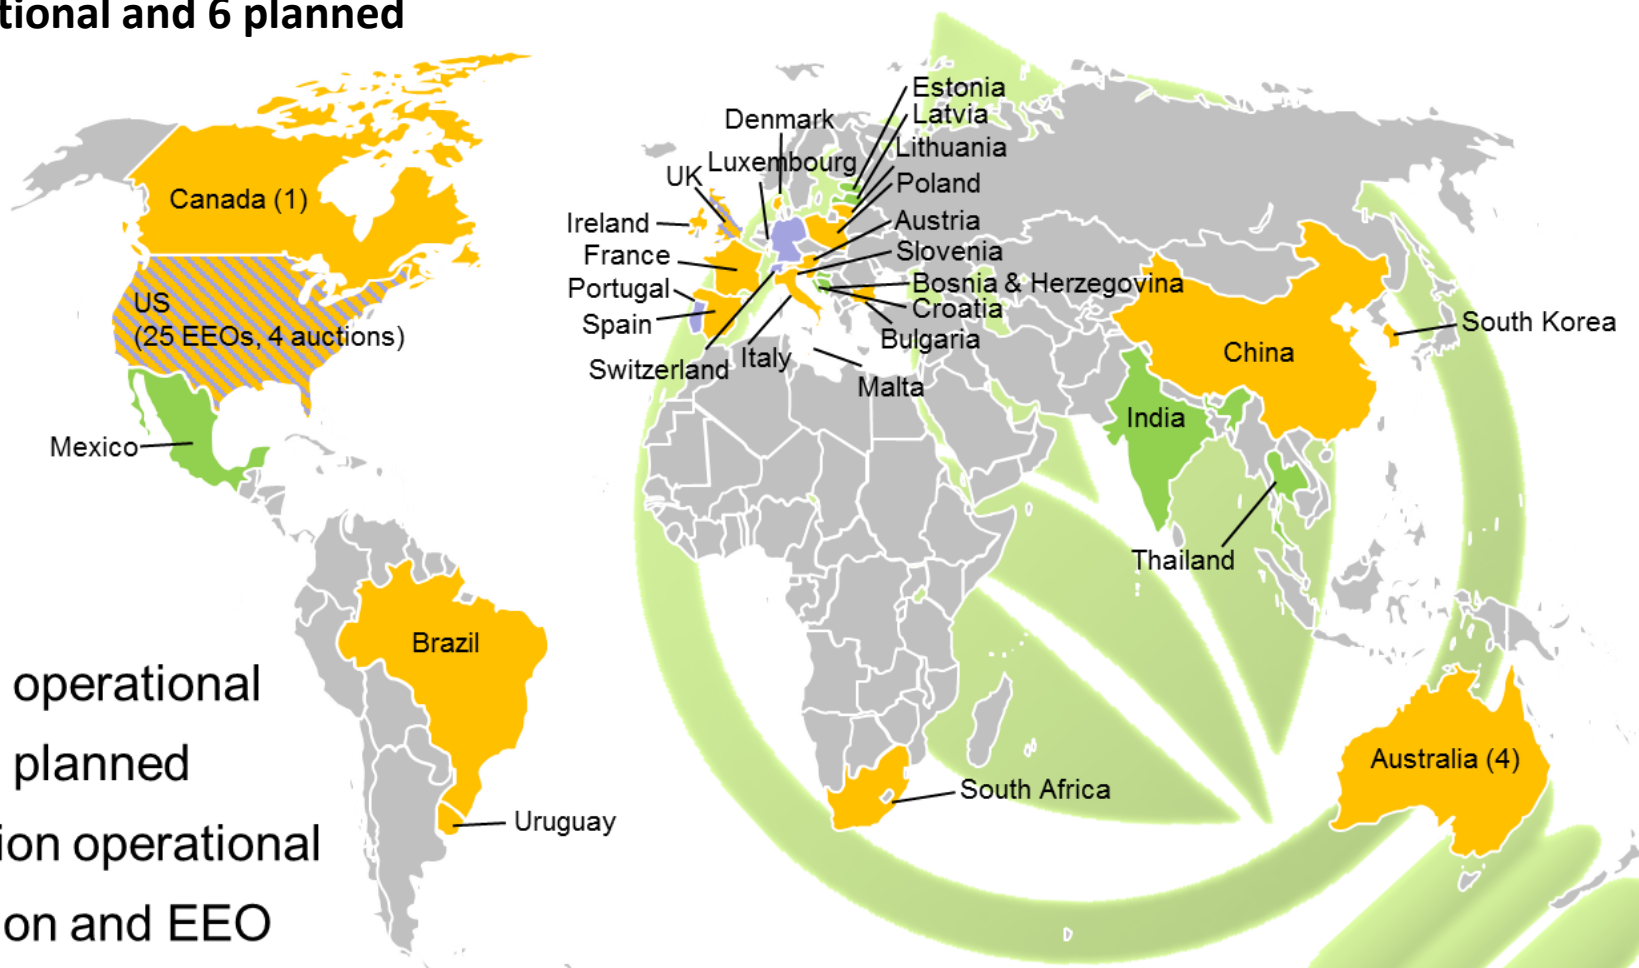 tional and 6 planned
Estonia
Latvia
Denmark
Lithuania
Luxembourg
UK
Poland
Canada (1)
Ireland
Austria
France
Slovenia
Portugal
Bosnia & Herzegovina
US
(25 EEOs, 4 auctions)
Croatia
Spain
Bulgaria
South Korea
China
Italy
Switzerland
Malta
India
Mexico
Thailand
Brazil
operational
planned
Australia (4)
South Africa
Uruguay
ion operational
on and EEO